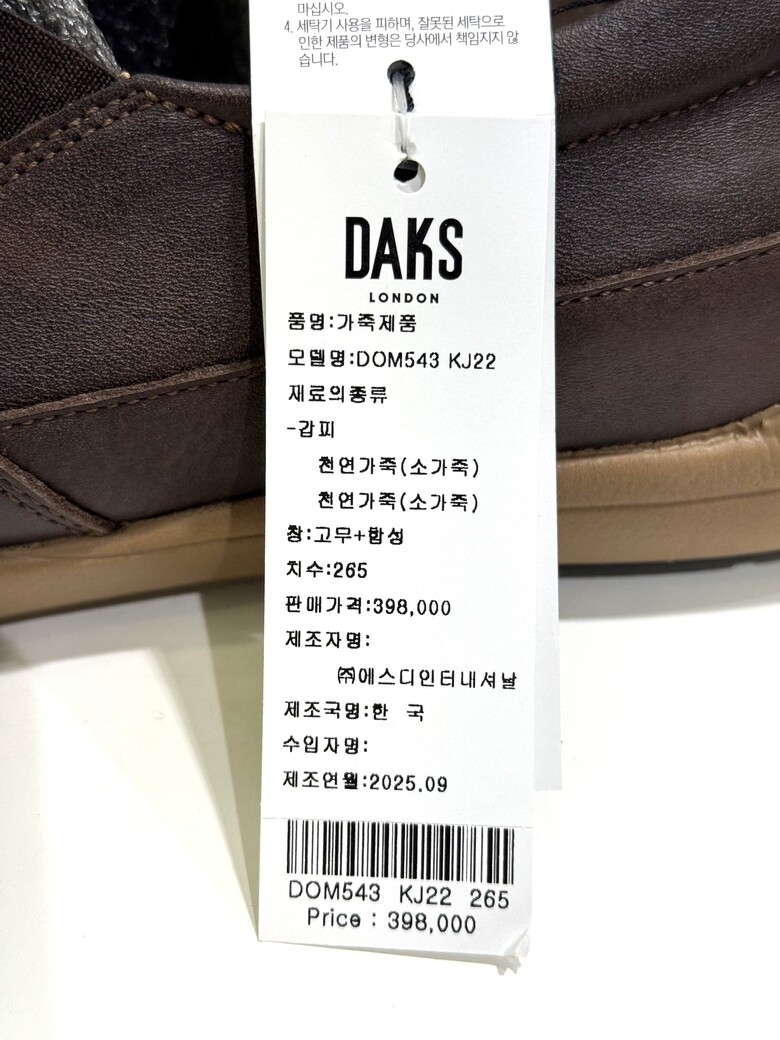 마십시오.
4. 세탁기 사용을 피하며, 잘못된 세탁으로
인한 제품의 변형은 당사에서 책임지지 않
습니다.
DAKS
LONDON
품명:가죽제품
모델명:DOM543 KJ22
재료의종류
-갑피
천연가죽(소가죽)
천연가죽(소가죽)
창:고무+합성
치수:265
판매가격:398,000
제조자명:
㈜에스디인터내셔날
제조국명:한 국
수입자명:
제조연월:2025.09
DOM543 KJ22 265
Price : 398,000